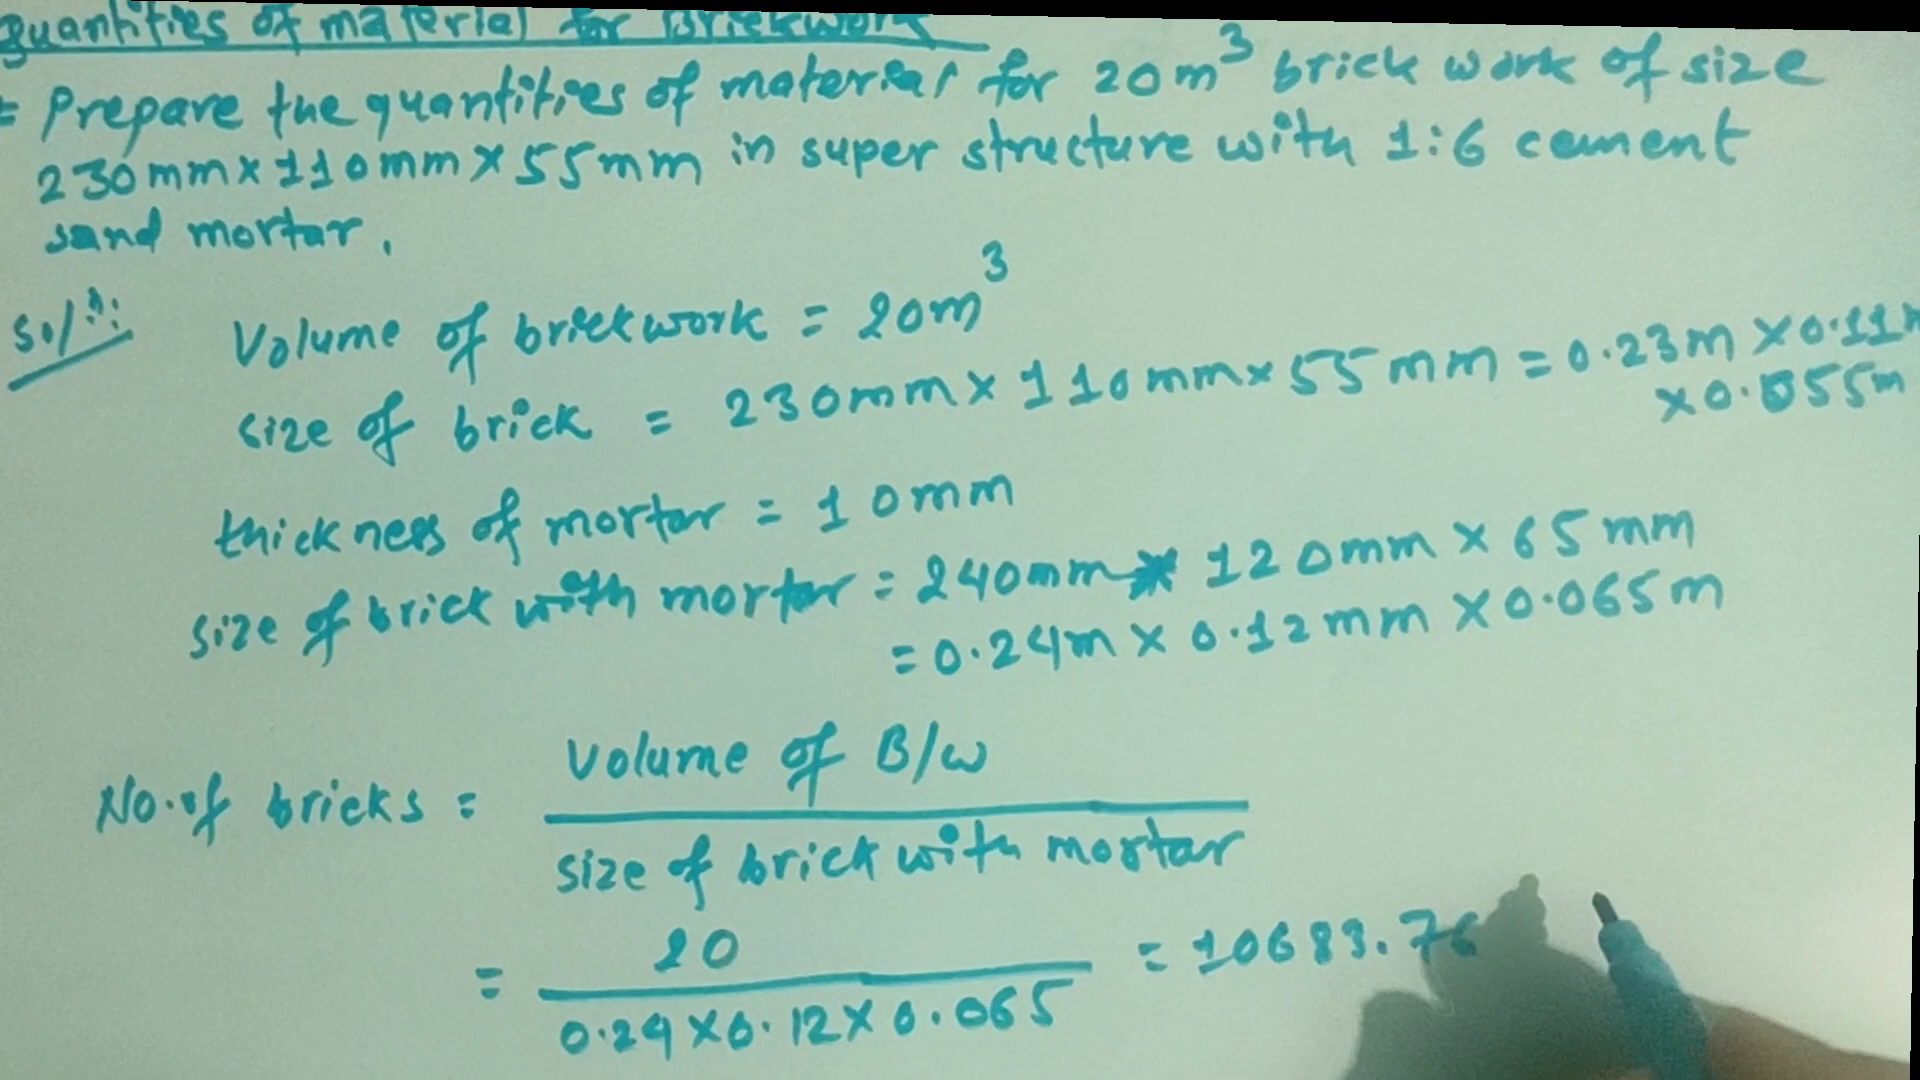 quantities of material for Brickwork
= Prepare the quantities of material for 20m³ brick work of size
230mm x 110mm x 55mm in super structure with 1:6 cement
sand mortar.
Solⁿ:
Volume of brickwork = 20m³
size of brick = 230mm x 110mm x 55mm = 0.23m x 0.11m
x 0.055m
thickness of mortar = 10mm
size of brick with mortar = 240mm x 120mm x 65mm
= 0.24m x 0.12mm x 0.065m
No. of bricks = Volume of B/w
size of brick with mortar
= 20
0.24 x 0.12 x 0.065
= 10683.76